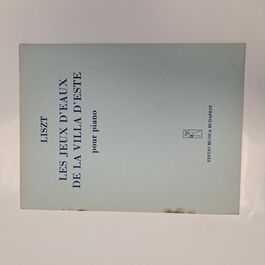 LISZT
LES JEUX D'EAUX
DE LA VILLA D'ESTE
pour piano
EDITIO MUSICA BUDAPEST